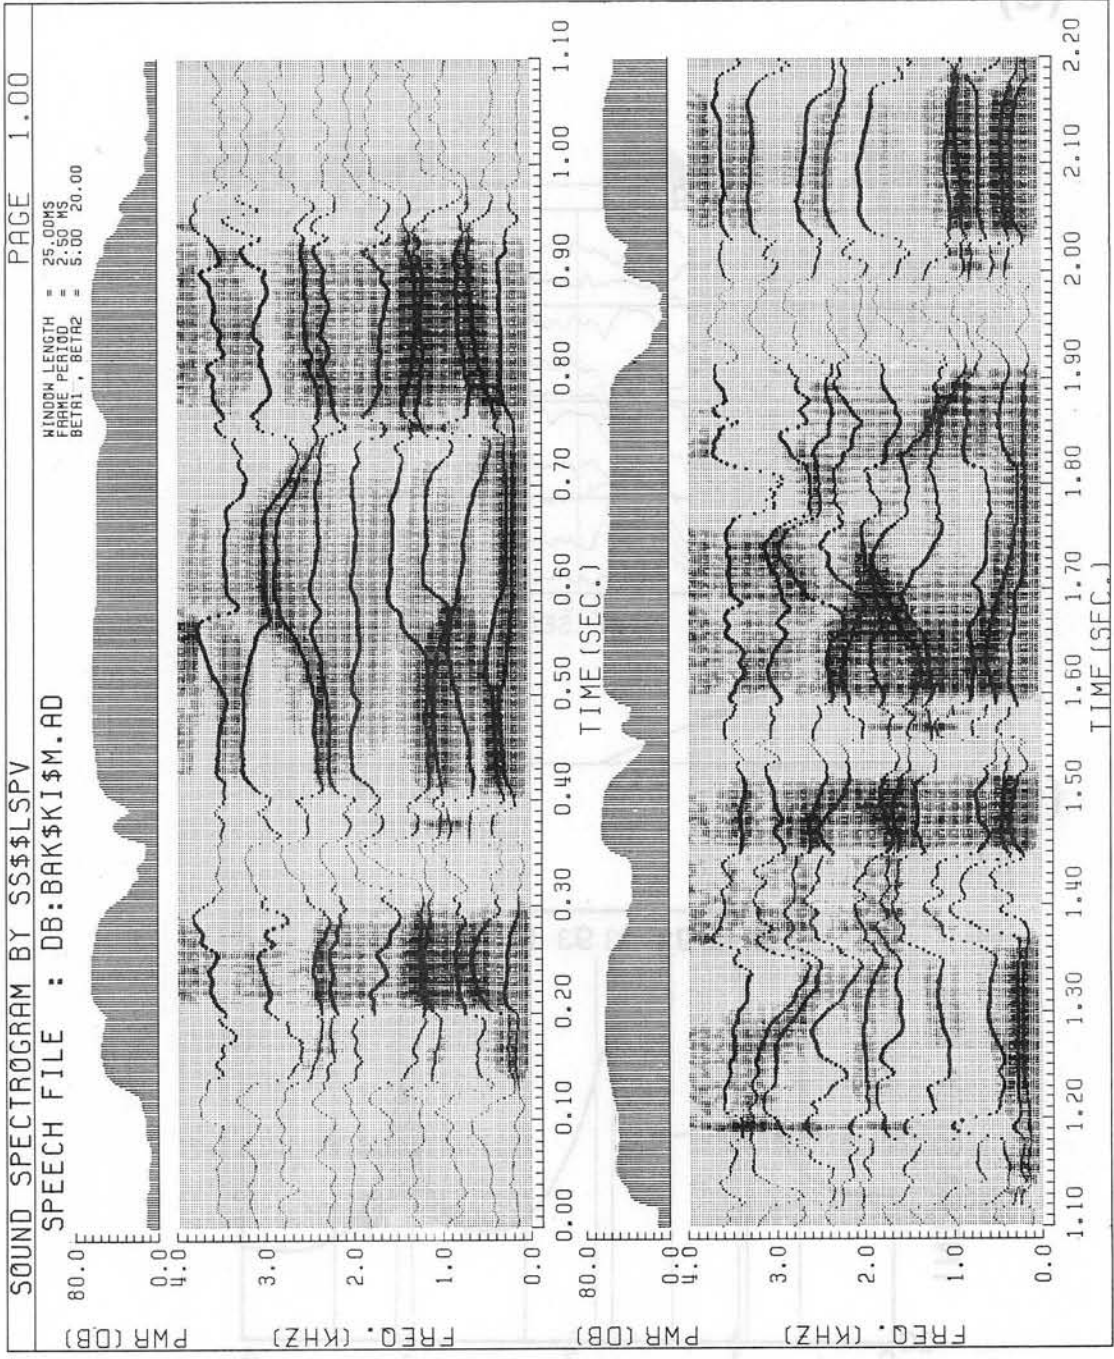 SOUND SPECTROGRAM BY S$$$LSPV PAGE 1.00
SPEECH FILE : DB:BAK$KI$M.AD
WINDOW LENGTH = 25.00MS
FRAME PERIOD = 2.50 MS
BETA1 , BETA2 = 5.00 20.00
PWR (DB)
80.0
0.0
FREQ. (KHZ)
4.0
3.0
2.0
1.0
0.0
0.00 0.10 0.20 0.30 0.40 0.50 0.60 0.70 0.80 0.90 1.00 1.10
TIME (SEC.)
PWR (DB)
80.0
0.0
FREQ. (KHZ)
4.0
3.0
2.0
1.0
0.0
1.10 1.20 1.30 1.40 1.50 1.60 1.70 1.80 1.90 2.00 2.10 2.20
TIME (SEC.)